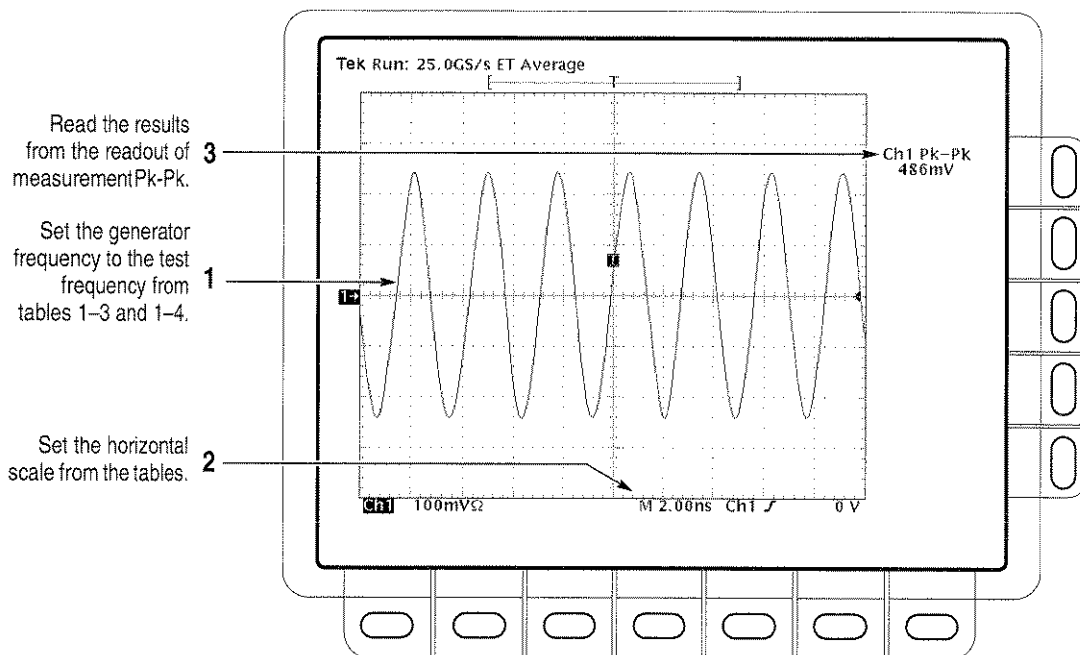 Tek Run: 25.0GS/s ET Average
T
Read the results
from the readout of
measurementPk-Pk.
3
Ch1 Pk–Pk
486mV
Set the generator
frequency to the test
frequency from
tables 1–3 and 1–4.
1
T
1→
Set the horizontal
scale from the tables.
2
Ch1 100mVΩ M 2.00ns Ch1 ƒ 0 V